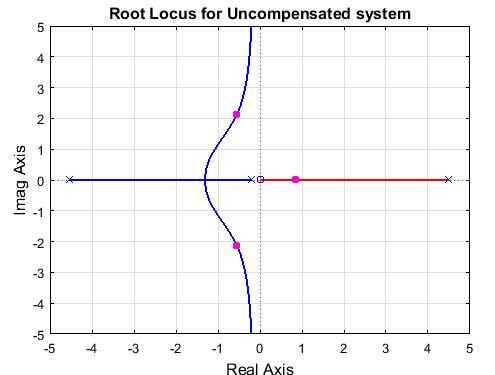 Root Locus for Uncompensated system
5
4
3
2
1
0
-1
-2
-3
-4
-5
Imag Axis
-5 -4 -3 -2 -1 0 1 2 3 4 5
Real Axis